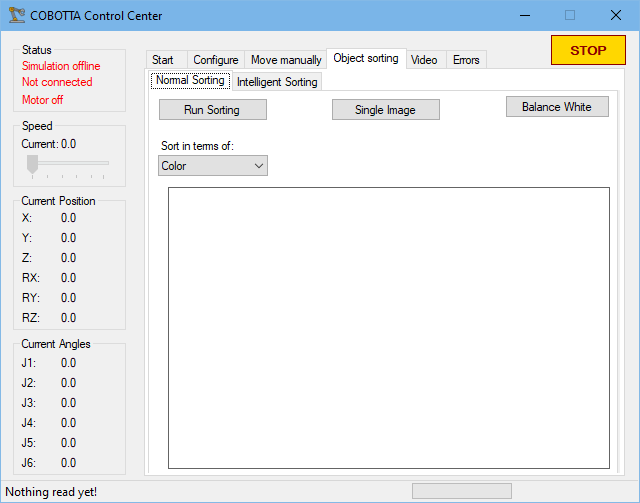 COBOTTA Control Center
Status
Simulation offline
Not connected
Motor off
Speed
Current: 0.0
Current Position
X: 0.0
Y: 0.0
Z: 0.0
RX: 0.0
RY: 0.0
RZ: 0.0
Current Angles
J1: 0.0
J2: 0.0
J3: 0.0
J4: 0.0
J5: 0.0
J6: 0.0
Start Configure Move manually Object sorting Video Errors
STOP
Normal Sorting Intelligent Sorting
Run Sorting Single Image Balance White
Sort in terms of:
Color
Nothing read yet!